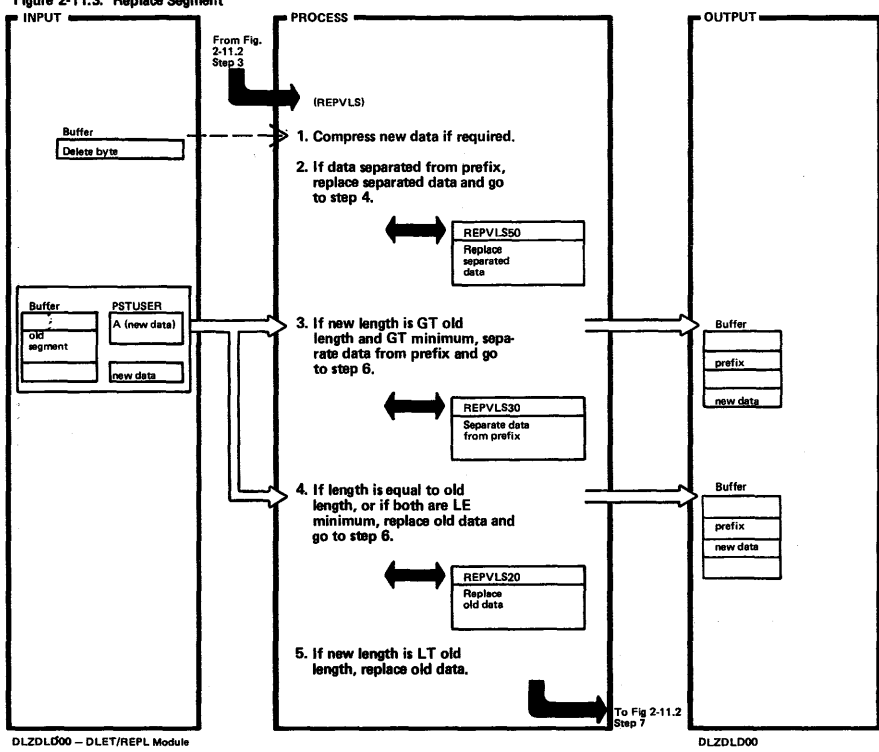 Figure 2-11.3. Replace Segment
INPUT
PROCESS
OUTPUT
From Fig.
2-11.2
Step 3
(REPVLS)
Buffer
Delete byte
1. Compress new data if required.
2. If data separated from prefix,
replace separated data and go
to step 4.
REPVLS50
Replace
separated
data
Buffer
old
segment
PSTUSER
A (new data)
new data
3. If new length is GT old
length and GT minimum, sepa-
rate data from prefix and go
to step 6.
Buffer
prefix
new data
REPVLS30
Separate data
from prefix
4. If length is equal to old
length, or if both are LE
minimum, replace old data and
go to step 6.
Buffer
prefix
new data
REPVLS20
Replace
old data
5. If new length is LT old
length, replace old data.
To Fig 2-11.2
Step 7
DLZDLD00 – DLET/REPL Module
DLZDLD00